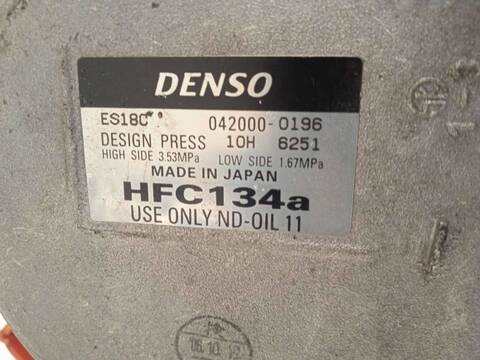 DENSO
ES18C 042000-0196
DESIGN PRESS 10H 6251
HIGH SIDE 3.53MPa LOW SIDE 1.67MPa
MADE IN JAPAN
HFC134a
USE ONLY ND-OIL 11